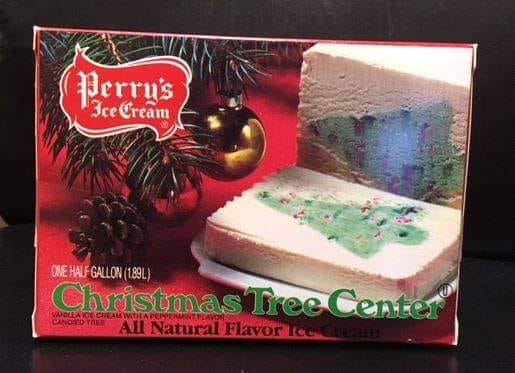 Perry's
Ice Cream
®
ONE HALF GALLON (1.89L)
Christmas Tree Center
VANILLA ICE CREAM WITH A PEPPERMINT FLAVOR
CANDIED TREE
All Natural Flavor Ice Cream